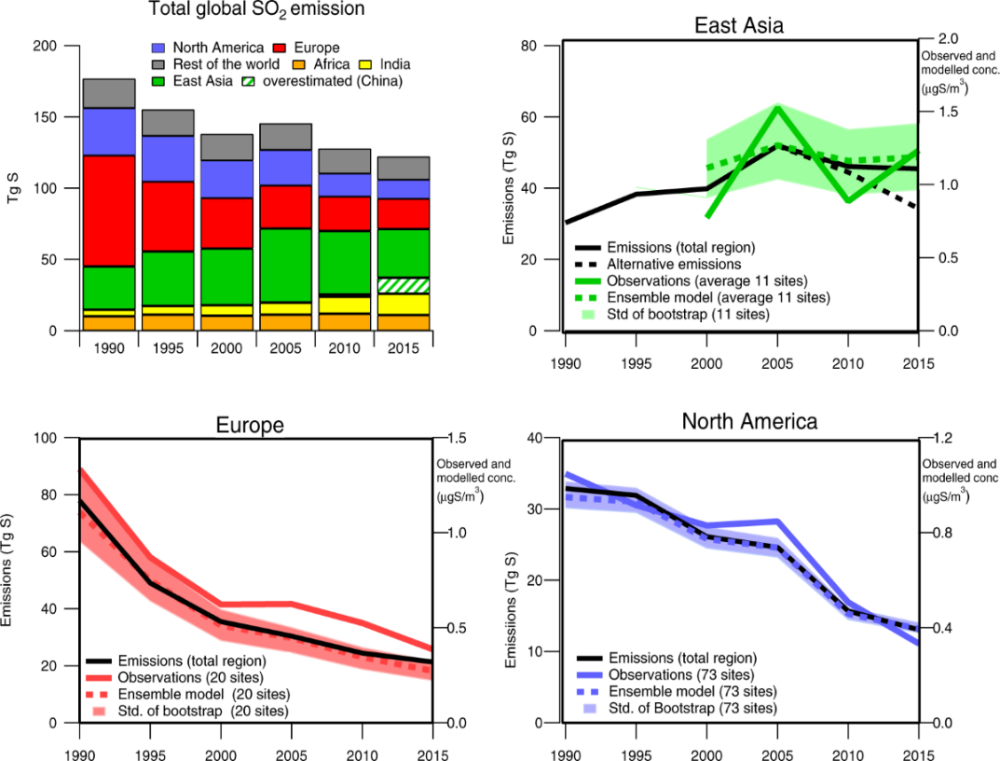 Total global SO2 emission
200
150
100
50
0
Tg S
North America Europe
Rest of the world Africa India
East Asia overestimated (China)
1990 1995 2000 2005 2010 2015
East Asia
80
60
40
20
0
Emissions (Tg S)
2.0
1.5
1.0
0.5
0.0
Observed and
modelled conc.
(µgS/m3)
Emissions (total region)
Alternative emissions
Observations (average 11 sites)
Ensemble model (average 11 sites)
Std of bootstrap (11 sites)
1990 1995 2000 2005 2010 2015
Europe
100
80
60
40
20
0
Emissions (Tg S)
1.5
1.0
0.5
0.0
Observed and
modelled conc.
(µgS/m3)
Emissions (total region)
Observations (20 sites)
Ensemble model (20 sites)
Std. of bootstrap (20 sites)
1990 1995 2000 2005 2010 2015
North America
40
30
20
10
0
Emissiions (Tg S)
1.2
0.8
0.4
0.0
Observed and
modelled conc
(µgS/m3)
Emissions (total region)
Observations (73 sites)
Ensemble model (73 sites)
Std. of Bootstrap (73 sites)
1990 1995 2000 2005 2010 2015